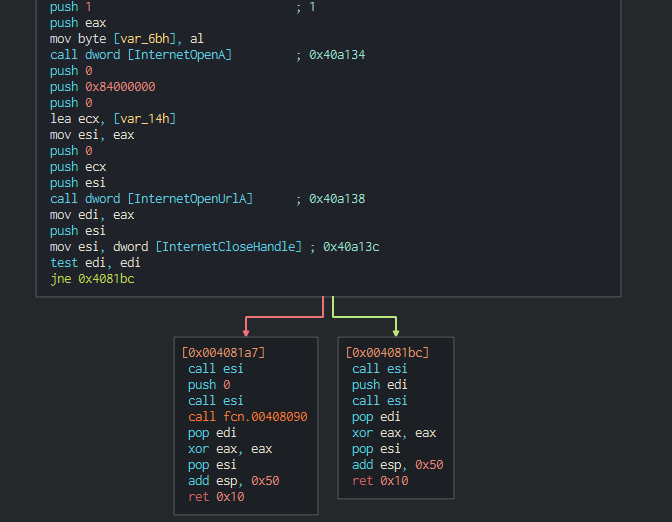 push 1 ; 1
push eax
mov byte [var_6bh], al
call dword [InternetOpenA] ; 0x40a134
push 0
push 0x84000000
push 0
lea ecx, [var_14h]
mov esi, eax
push 0
push ecx
push esi
call dword [InternetOpenUrlA] ; 0x40a138
mov edi, eax
push esi
mov esi, dword [InternetCloseHandle] ; 0x40a13c
test edi, edi
jne 0x4081bc
[0x004081a7]
call esi
push 0
call esi
call fcn.00408090
pop edi
xor eax, eax
pop esi
add esp, 0x50
ret 0x10
[0x004081bc]
call esi
push edi
call esi
pop edi
xor eax, eax
pop esi
add esp, 0x50
ret 0x10